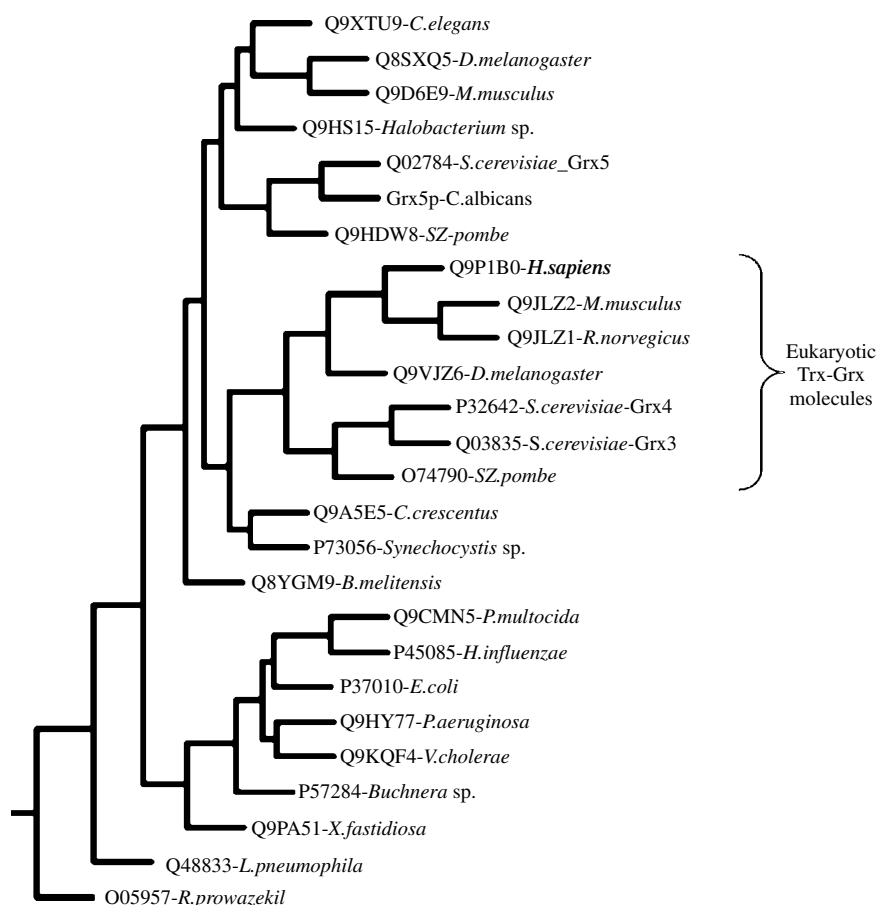 Q9XTU9-C.elegans
Q8SXQ5-D.melanogaster
Q9D6E9-M.musculus
Q9HS15-Halobacterium sp.
Q02784-S.cerevisiae_Grx5
Grx5p-C.albicans
Q9HDW8-SZ-pombe
Q9P1B0-H.sapiens
Q9JLZ2-M.musculus
Q9JLZ1-R.norvegicus
Q9VJZ6-D.melanogaster
P32642-S.cerevisiae-Grx4
Q03835-S.cerevisiae-Grx3
O74790-SZ.pombe
Eukaryotic
Trx-Grx
molecules
Q9A5E5-C.crescentus
P73056-Synechocystis sp.
Q8YGM9-B.melitensis
Q9CMN5-P.multocida
P45085-H.influenzae
P37010-E.coli
Q9HY77-P.aeruginosa
Q9KQF4-V.cholerae
P57284-Buchnera sp.
Q9PA51-X.fastidiosa
Q48833-L.pneumophila
O05957-R.prowazekil